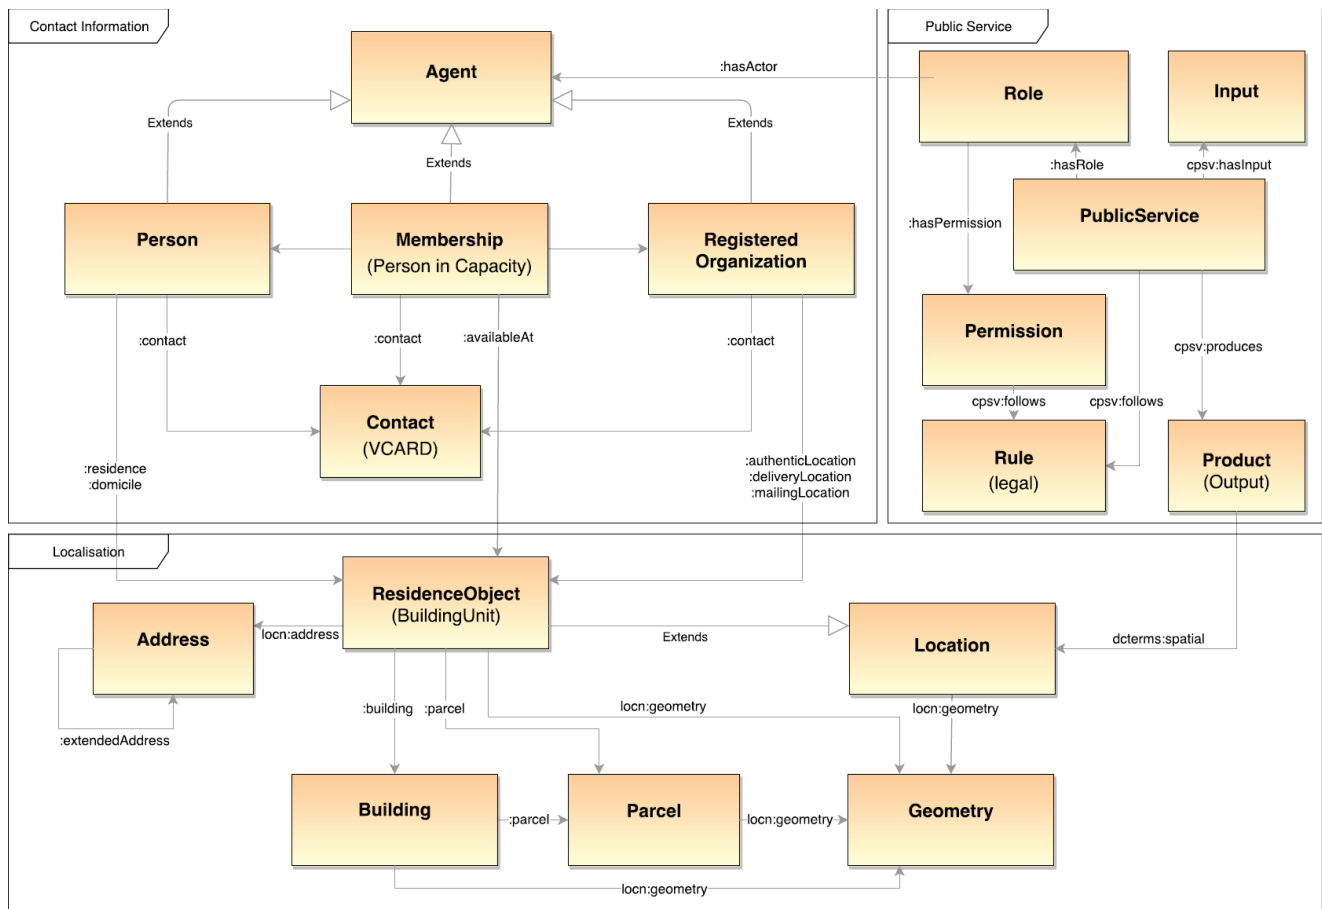 Contact Information
Public Service
Agent
:hasActor
Role
Input
Extends
Extends
Extends
:hasRole
cpsv:hasInput
PublicService
:hasPermission
Person
Membership
(Person in Capacity)
Registered
Organization
Permission
:contact
:contact
:availableAt
:contact
cpsv:produces
cpsv:follows
cpsv:follows
Contact
(VCARD)
Rule
(legal)
Product
(Output)
:residence
:domicile
:authenticLocation
:deliveryLocation
:mailingLocation
Localisation
ResidenceObject
(BuildingUnit)
Address
locn:address
Extends
Location
dcterms:spatial
:extendedAddress
:building
:parcel
locn:geometry
locn:geometry
Building
:parcel
Parcel
locn:geometry
Geometry
locn:geometry